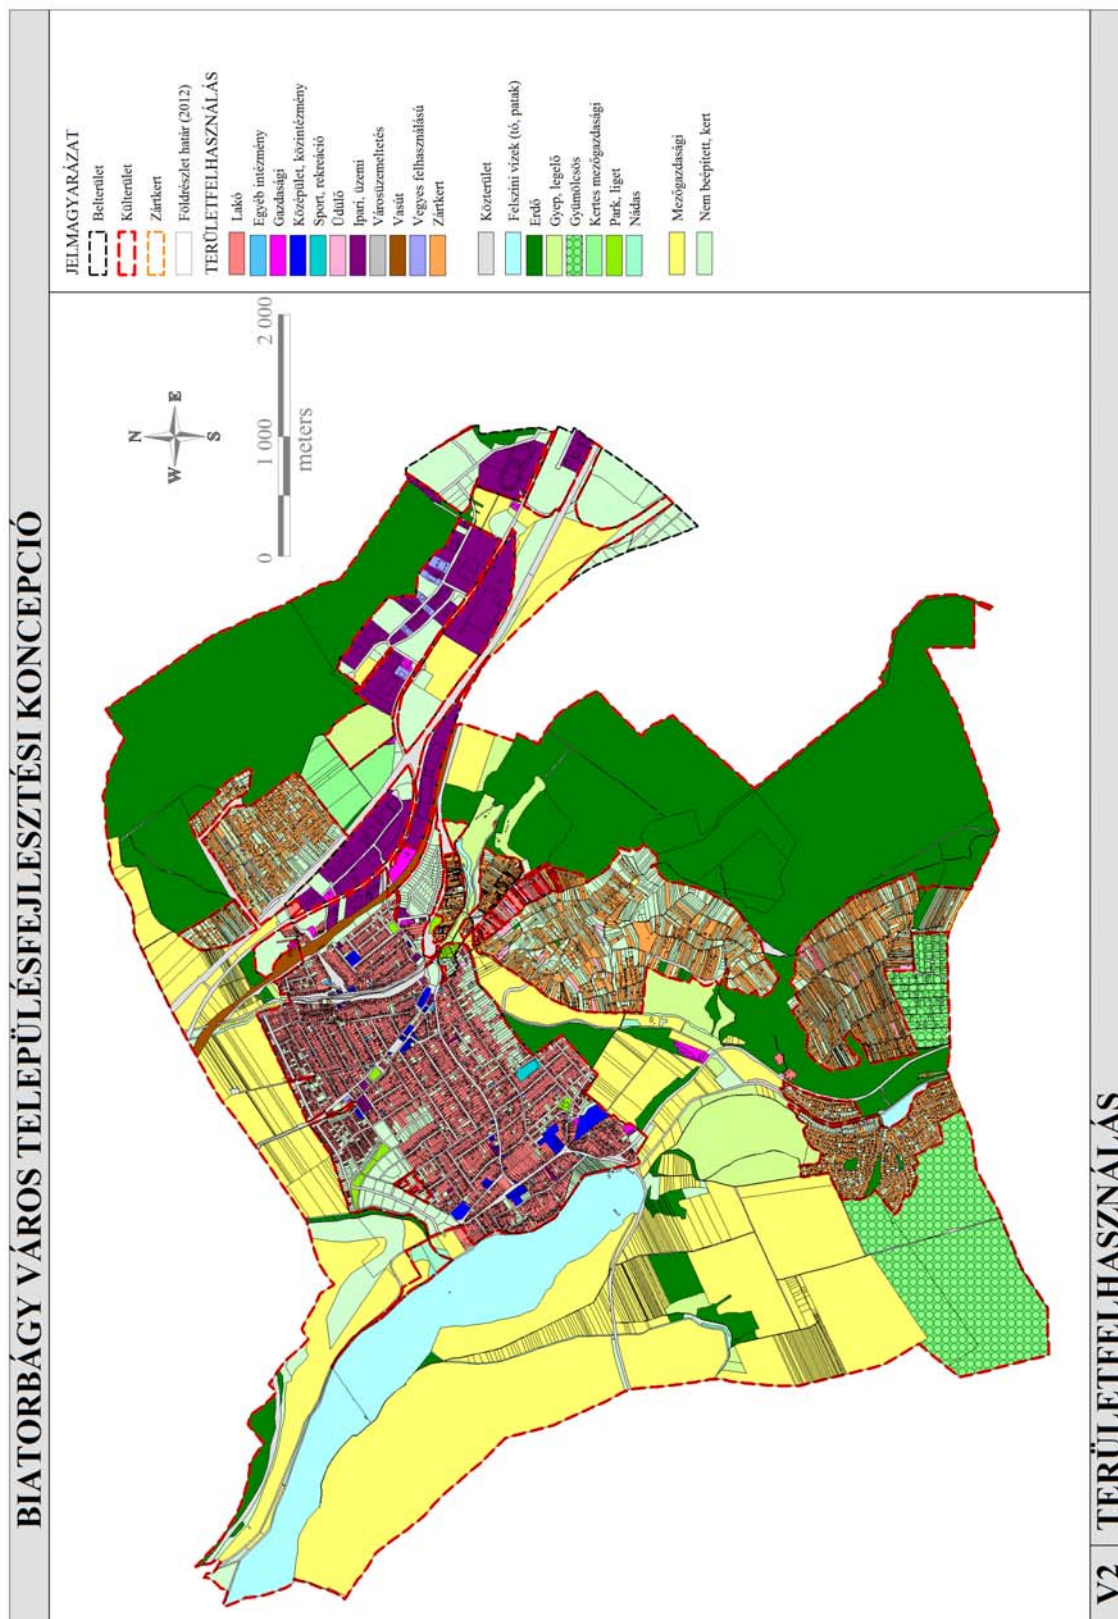 BIATORBÁGY VÁROS TELEPÜLÉSFEJLESZTÉSI KONCEPCIÓ
N
W
E
S
0
1 000
2 000
meters
JELMAGYARÁZAT
Belterület
Külterület
Zártkert
Földrészlet határ (2012)
TERÜLETFELHASZNÁLÁS
Lakó
Egyéb intézmény
Gazdasági
Középület, közintézmény
Sport, rekreáció
Üdülő
Ipari, üzemi
Városüzemeltetés
Vasút
Vegyes felhasználású
Zártkert
Közterület
Felszíni vizek (tó, patak)
Erdő
Gyep, legelő
Gyümölcsös
Kertes mezőgazdasági
Park, liget
Nádas
Mezőgazdasági
Nem beépített, kert
V2
TERÜLETFELHASZNÁLÁS